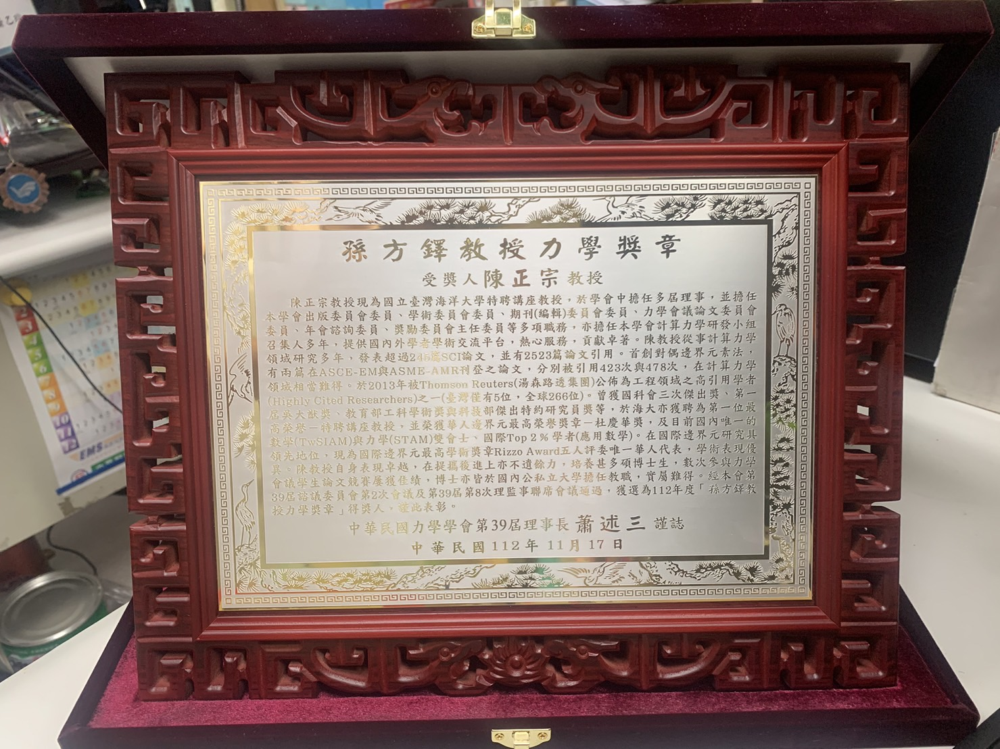 孫方鐸教授力學獎章
受獎人陳正宗教授
陳正宗教授現為國立臺灣海洋大學特聘講座教授，於學會中擔任多屆理事，並擔任
本學會出版委員會委員、學術委員會委員、期刊(編輯)委員會委員、力學會議論文委員會
委員、年會諮詢委員、獎勵委員會主任委員等多項職務，亦擔任本學會計算力學研發小組
召集人多年，提供國內外學者學術交流平台，熱心服務，貢獻卓著。陳教授從事計算力學
領域研究多年，發表超過245篇SCI論文，並有2523篇論文引用。首創對偶邊界元素法，
有兩篇在ASCE-EM與ASME-AMR刊登之論文，分別被引用423次與478次，在計算力學
領域相當難得。於2013年被Thomson Reuters(湯森路透集團)公佈為工程領域之高引用學者
(Highly Cited Researchers)之一(臺灣僅有5位，全球266位)。曾獲國科會三次傑出獎、第一
屆吳大猷獎、教育部工科學術獎與科技部傑出特約研究員獎等，於海大亦獲聘為第一位最
高榮譽－特聘講座教授，並榮獲華人邊界元最高榮譽獎章－杜慶華獎，及目前國內唯一的
數學(TwSIAM)與力學(STAM)雙會士、國際Top 2％學者(應用數學)。在國際邊界元研究具
領先地位，現為國際邊界元最高學術獎章Rizzo Award五人評委唯一華人代表，學術表現優
異。陳教授自身表現卓越，在提攜後進上亦不遺餘力，培養甚多碩博士生，數次參與力學
會議學生論文競賽屢獲佳績，博士亦皆於國內公私立大學擔任教職，實屬難得。經本會第
39屆諮議委員會第2次會議及第39屆第8次理監事聯席會議通過，獲選為112年度「孫方鐸教
授力學獎章」得獎人，謹此表彰。
中華民國力學學會第39屆理事長蕭述三謹誌
中華民國112年11月17日
EMS